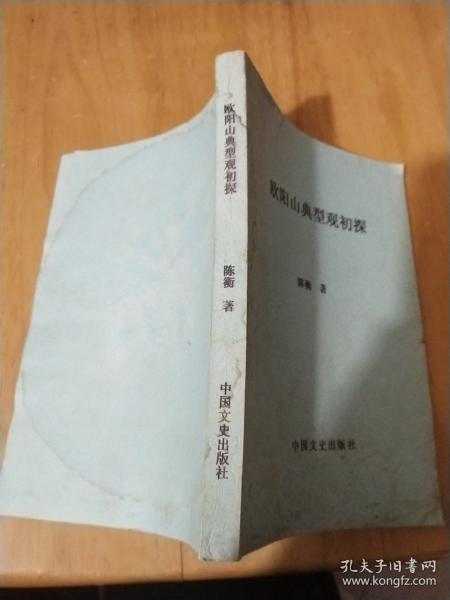 欧阳山典型观初探
陈衡 著
中国文史出版社
欧阳山典型观初探
陈衡 著
中国文史出版社
孔夫子旧书网
www.kongfz.com